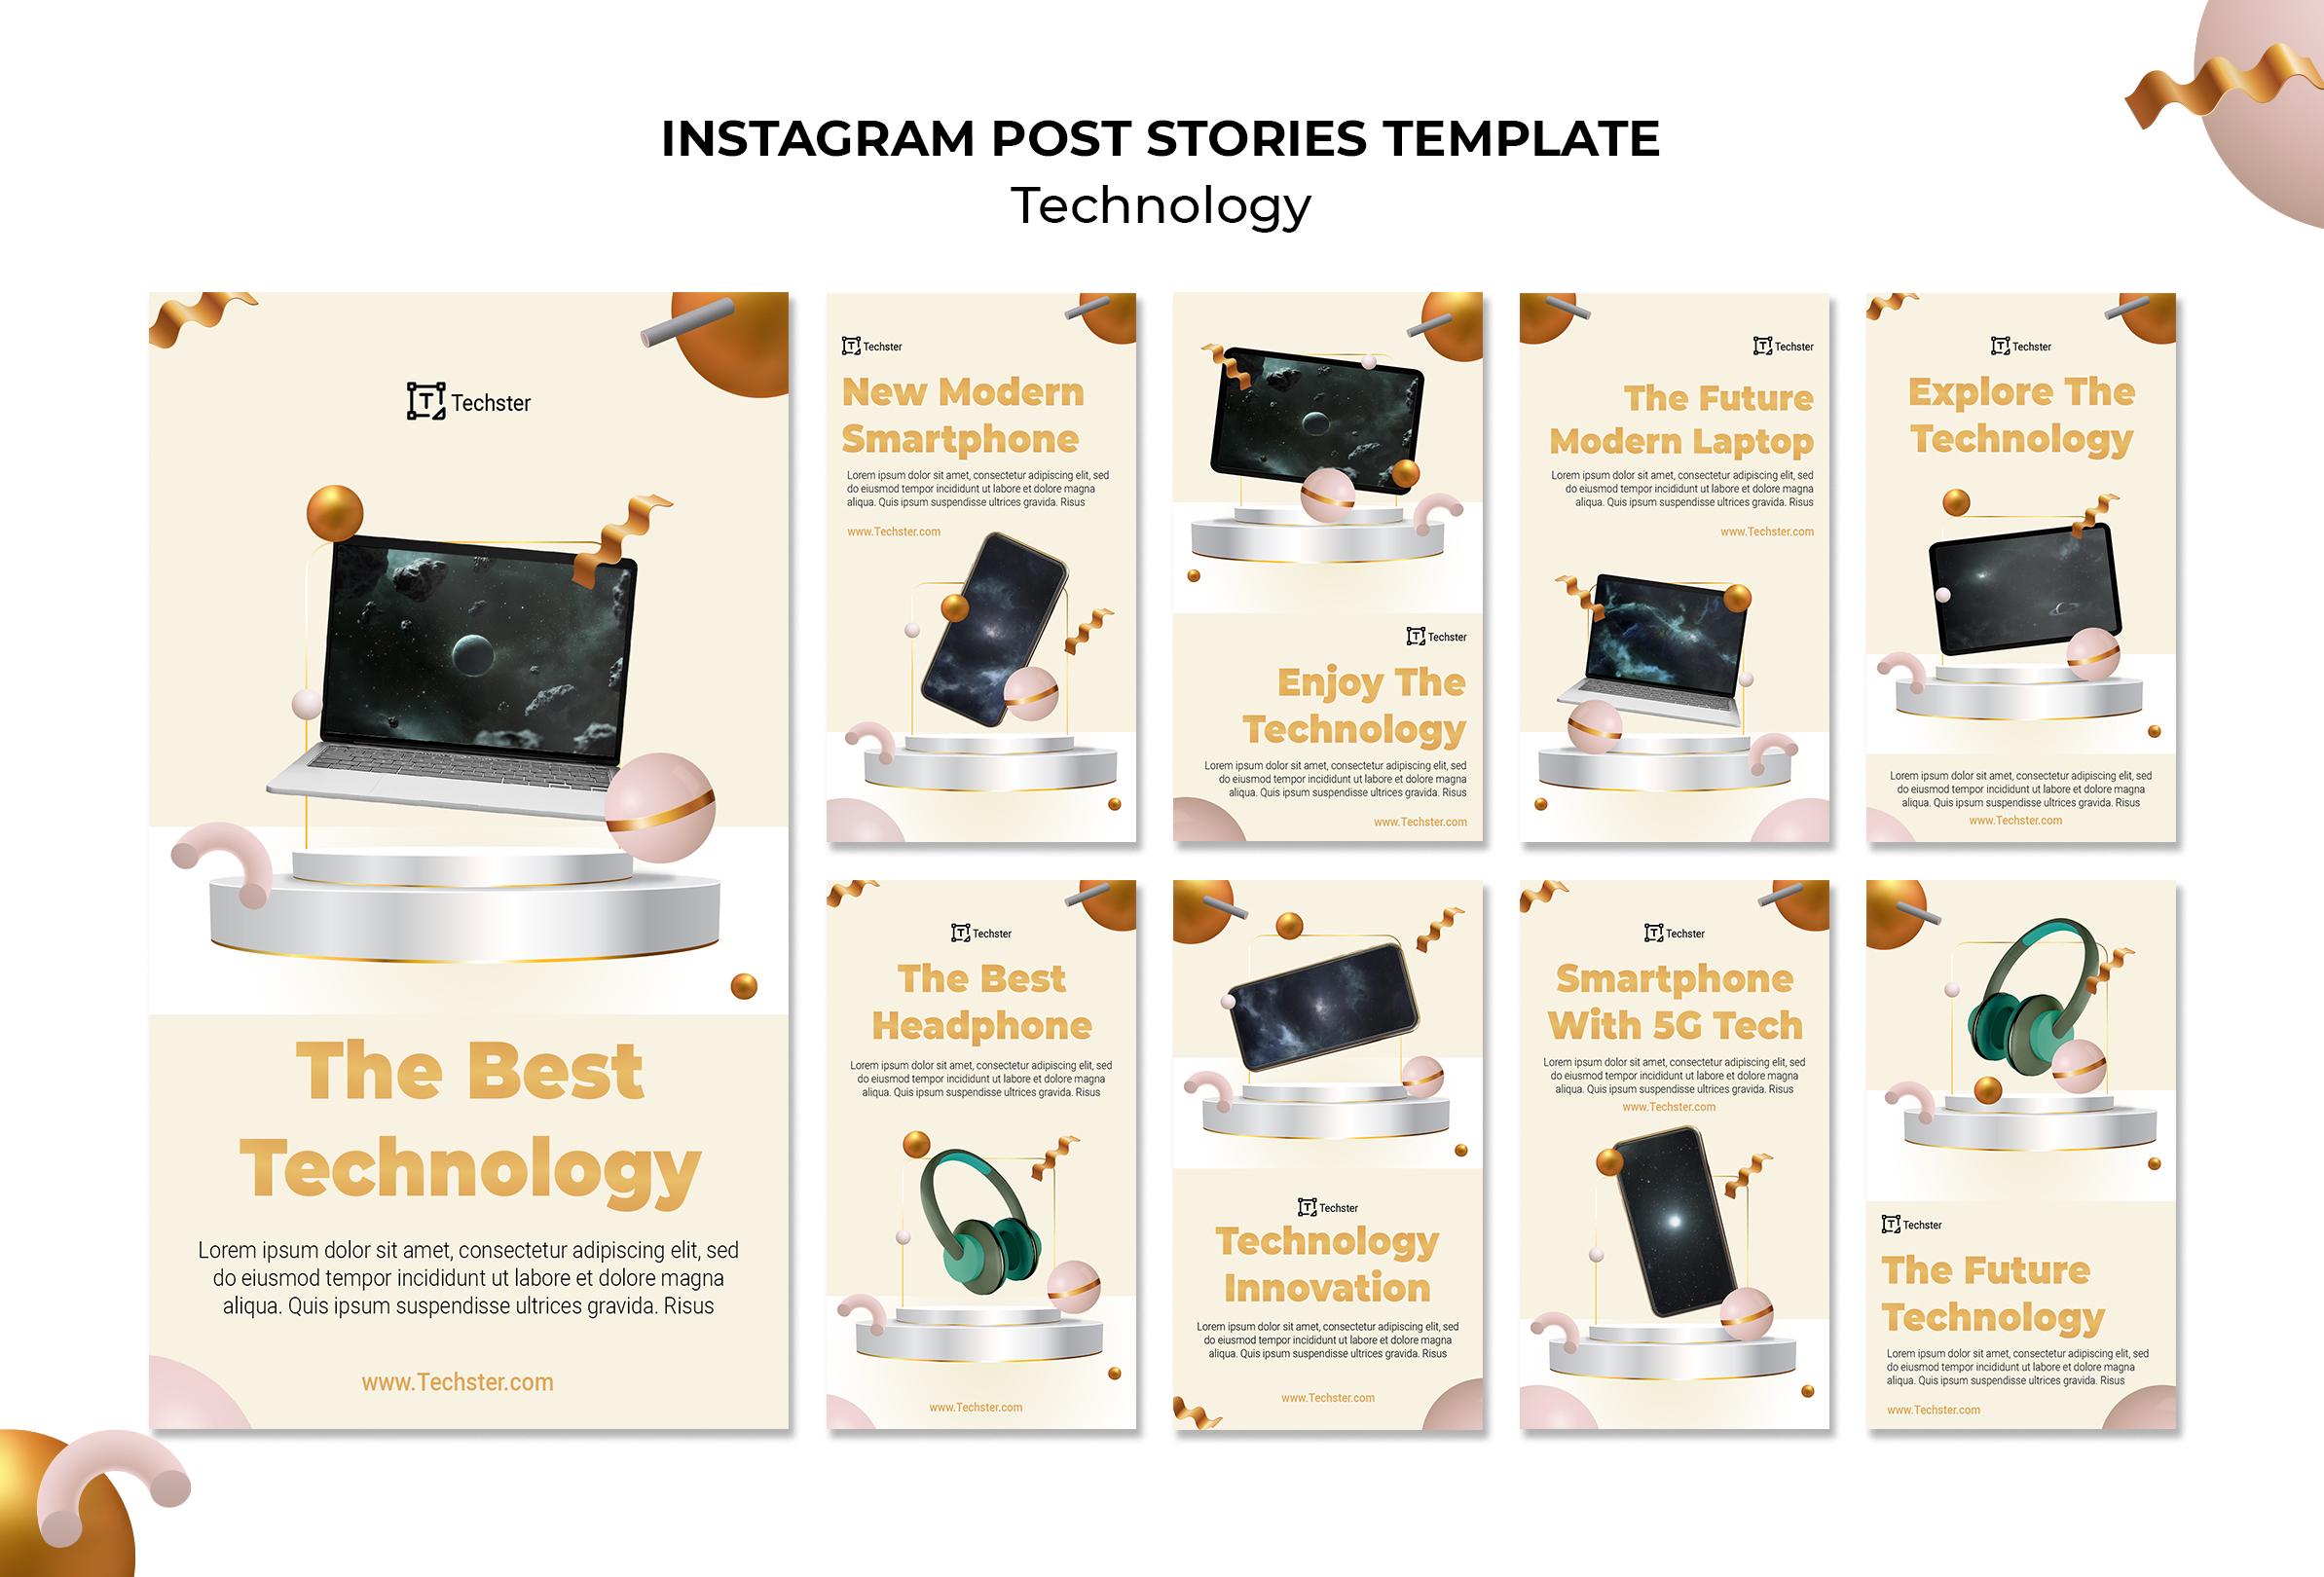 INSTAGRAM POST STORIES TEMPLATE
Technology
Techster
The Best
Technology
Lorem ipsum dolor sit amet, consectetur adipiscing elit, sed
do eiusmod tempor incididunt ut labore et dolore magna
aliqua. Quis ipsum suspendisse ultrices gravida. Risus
www.Techster.com
Techster
New Modern
Smartphone
Lorem ipsum dolor sit amet, consectetur adipiscing elit, sed
do eiusmod tempor incididunt ut labore et dolore magna
aliqua. Quis ipsum suspendisse ultrices gravida. Risus
www.Techster.com
Techster
Enjoy The
Technology
Lorem ipsum dolor sit amet, consectetur adipiscing elit, sed
do eiusmod tempor incididunt ut labore et dolore magna
aliqua. Quis ipsum suspendisse ultrices gravida. Risus
www.Techster.com
Techster
The Future
Modern Laptop
Lorem ipsum dolor sit amet, consectetur adipiscing elit, sed
do eiusmod tempor incididunt ut labore et dolore magna
aliqua. Quis ipsum suspendisse ultrices gravida. Risus
www.Techster.com
Techster
Explore The
Technology
Lorem ipsum dolor sit amet, consectetur adipiscing elit, sed
do eiusmod tempor incididunt ut labore et dolore magna
aliqua. Quis ipsum suspendisse ultrices gravida. Risus
www.Techster.com
Techster
The Best
Headphone
Lorem ipsum dolor sit amet, consectetur adipiscing elit, sed
do eiusmod tempor incididunt ut labore et dolore magna
aliqua. Quis ipsum suspendisse ultrices gravida. Risus
www.Techster.com
Techster
Technology
Innovation
Lorem ipsum dolor sit amet, consectetur adipiscing elit, sed
do eiusmod tempor incididunt ut labore et dolore magna
aliqua. Quis ipsum suspendisse ultrices gravida. Risus
www.Techster.com
Techster
Smartphone
With 5G Tech
Lorem ipsum dolor sit amet, consectetur adipiscing elit, sed
do eiusmod tempor incididunt ut labore et dolore magna
aliqua. Quis ipsum suspendisse ultrices gravida. Risus
www.Techster.com
Techster
The Future
Technology
Lorem ipsum dolor sit amet, consectetur adipiscing elit, sed
do eiusmod tempor incididunt ut labore et dolore magna
aliqua. Quis ipsum suspendisse ultrices gravida. Risus
www.Techster.com